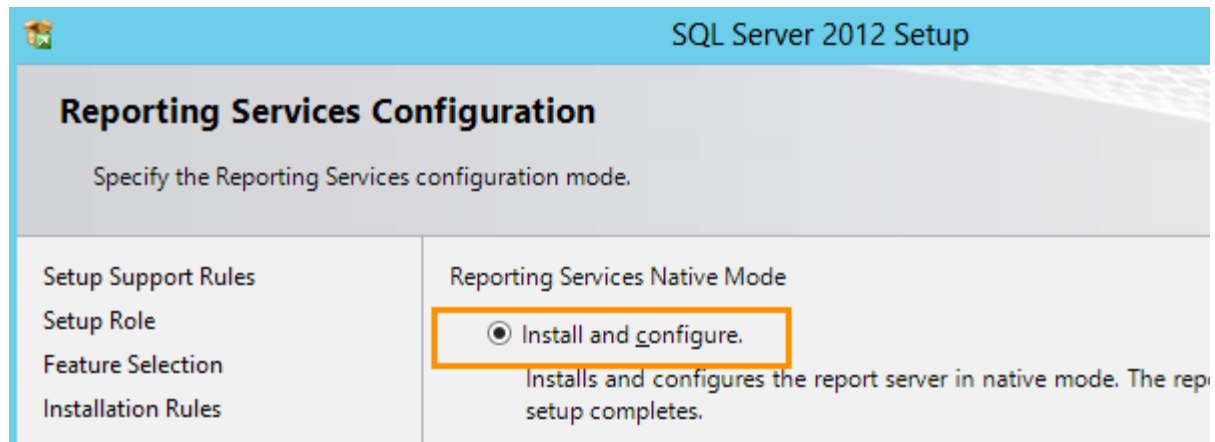 SQL Server 2012 Setup
Reporting Services Configuration
Specify the Reporting Services configuration mode.
Setup Support Rules
Setup Role
Feature Selection
Installation Rules
Reporting Services Native Mode
Install and configure.
Installs and configures the report server in native mode. The
setup completes.